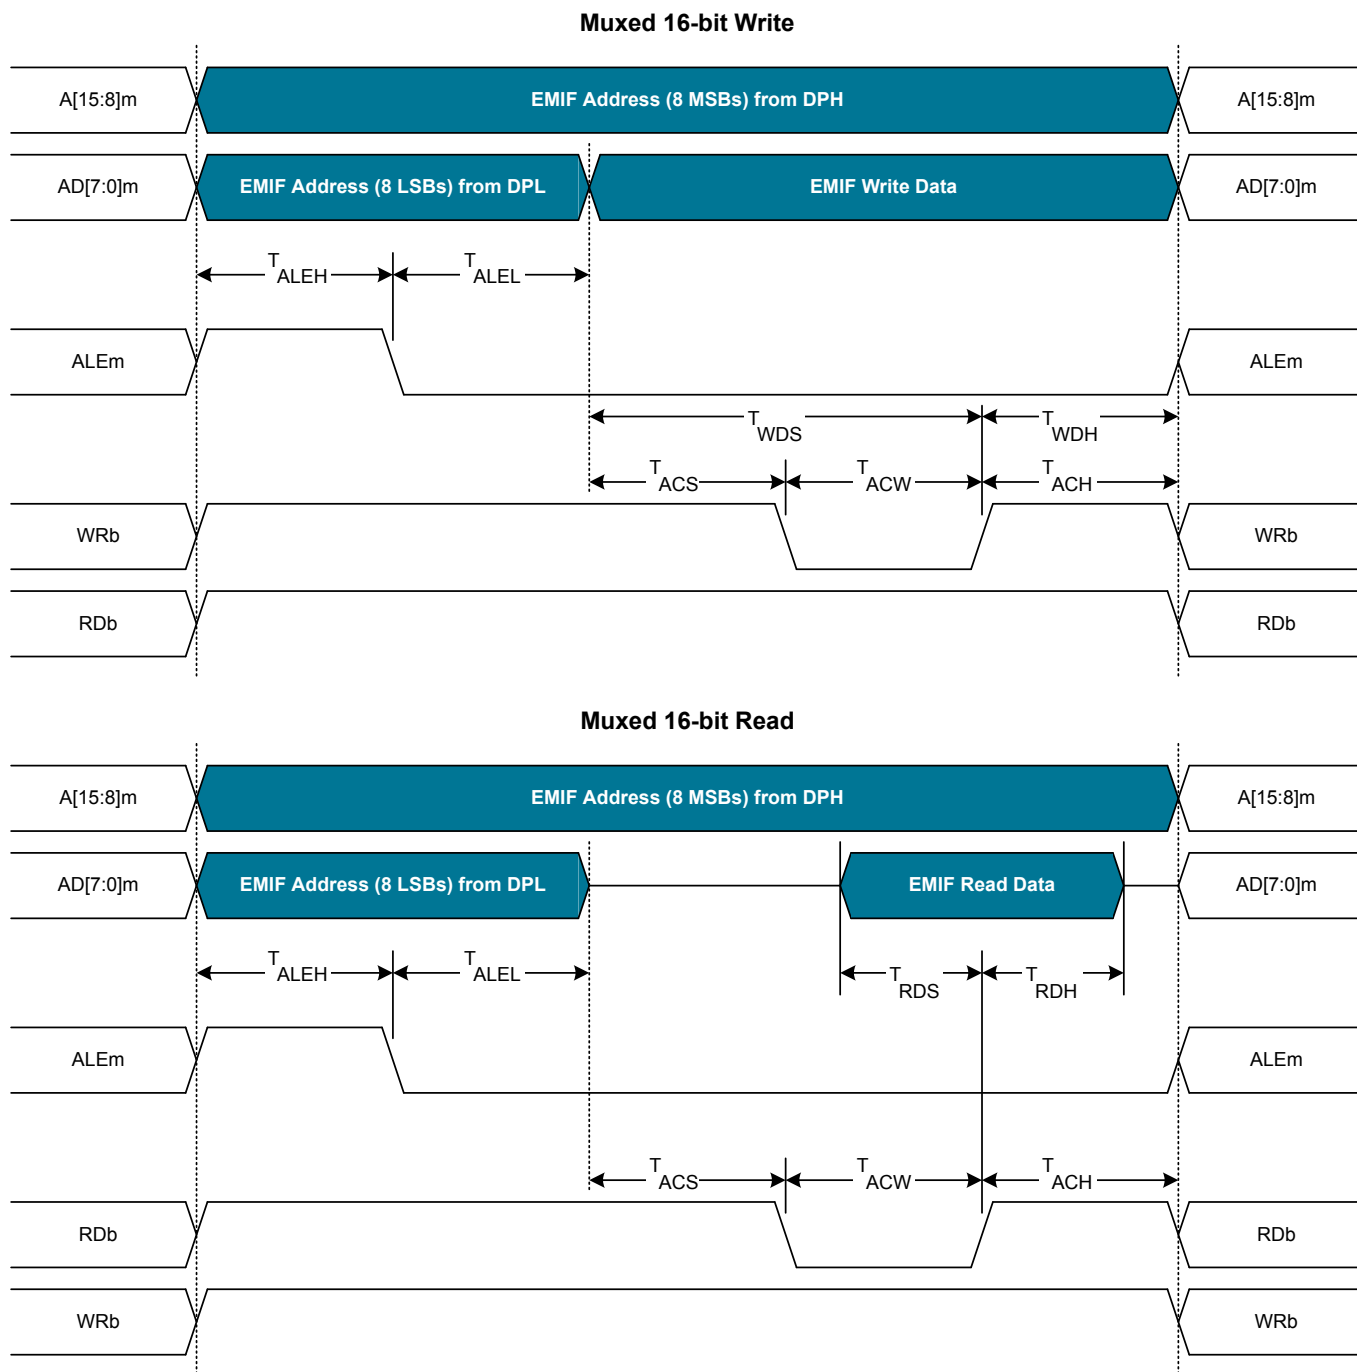 Muxed 16-bit Write
A[15:8]m EMIF Address (8 MSBs) from DPH A[15:8]m
AD[7:0]m EMIF Address (8 LSBs) from DPL EMIF Write Data AD[7:0]m
TALEH TALEL
ALEm ALEm
TWDS TWDH
TACS TACW TACH
WRb WRb
RDb RDb
Muxed 16-bit Read
A[15:8]m EMIF Address (8 MSBs) from DPH A[15:8]m
AD[7:0]m EMIF Address (8 LSBs) from DPL EMIF Read Data AD[7:0]m
TALEH TALEL TRDS TRDH
ALEm ALEm
TACS TACW TACH
RDb RDb
WRb WRb